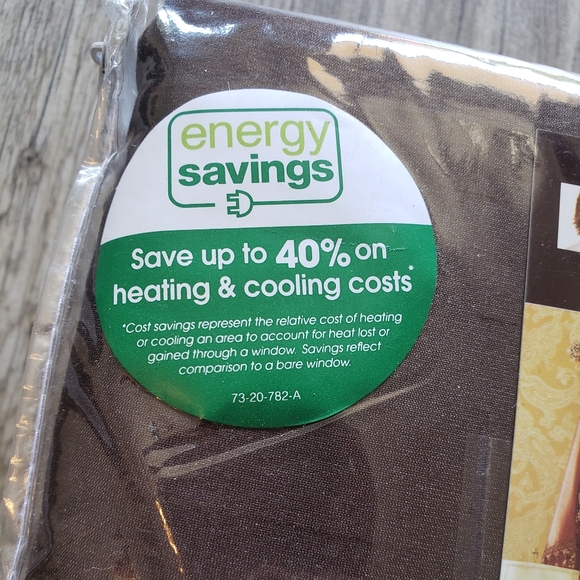 energy
savings
Save up to 40% on
heating & cooling costs*
*Cost savings represent the relative cost of heating
or cooling an area to account for heat lost or
gained through a window. Savings reflect
comparison to a bare window.
73-20-782-A